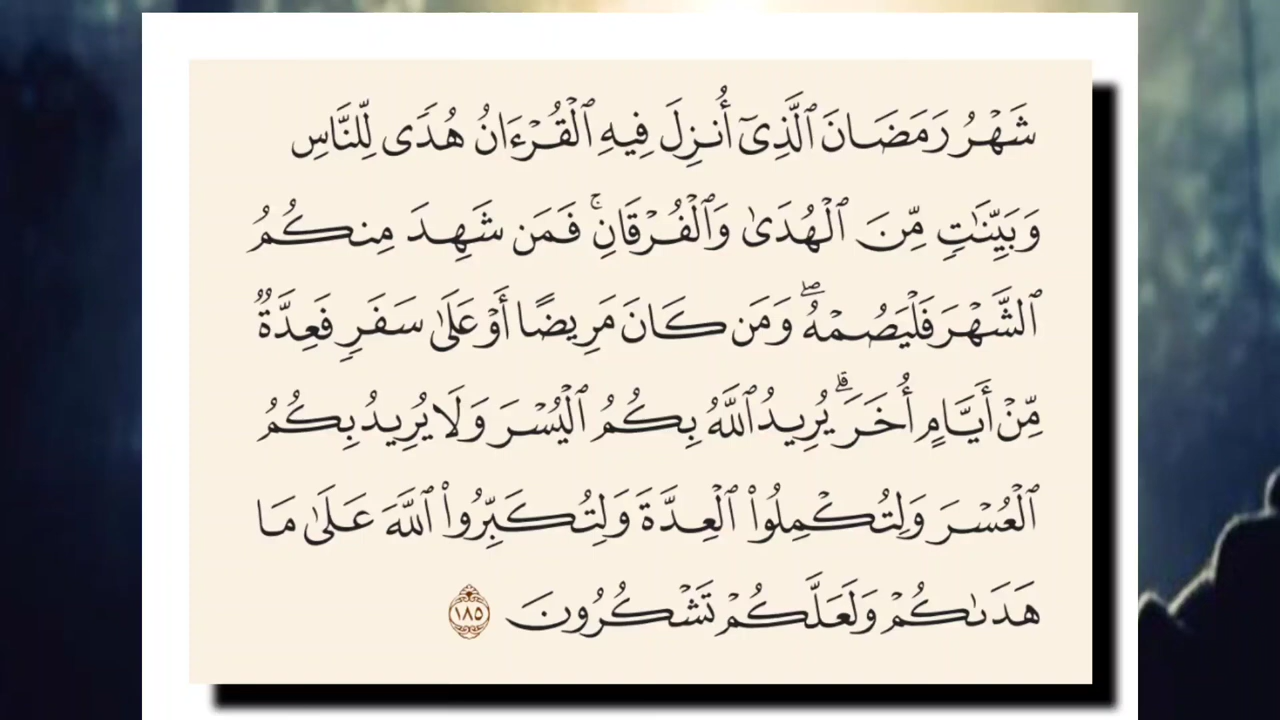 شَهْرُ رَمَضَانَ ٱلَّذِىٓ أُنزِلَ فِيهِ ٱلْقُرْءَانُ هُدًى لِّلنَّاسِ
وَبَيِّنَٰتٍ مِّنَ ٱلْهُدَىٰ وَٱلْفُرْقَانِ ۚ فَمَن شَهِدَ مِنكُمُ
ٱلشَّهْرَ فَلْيَصُمْهُ ۖ وَمَن كَانَ مَرِيضًا أَوْ عَلَىٰ سَفَرٍ فَعِدَّةٌ
مِّنْ أَيَّامٍ أُخَرَ ۗ يُرِيدُ ٱللَّهُ بِكُمُ ٱلْيُسْرَ وَلَا يُرِيدُ بِكُمُ
ٱلْعُسْرَ وَلِتُكْمِلُوا۟ ٱلْعِدَّةَ وَلِتُكَبِّرُوا۟ ٱللَّهَ عَلَىٰ مَا
هَدَىٰكُمْ وَلَعَلَّكُمْ تَشْكُرُونَ ١٨٥